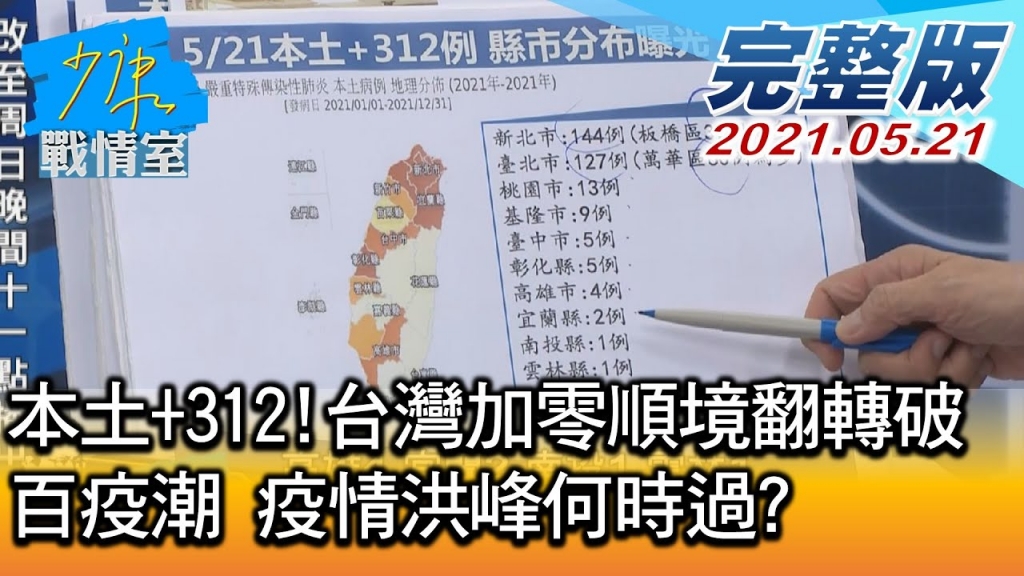 改至周日晚間十一點
少康
戰情室
完整版
2021.05.21
5/21本土+312例 縣市分布曝光
嚴重特殊傳染性肺炎 本土病例 地理分佈 (2021年-2021年)
[發病日 2021/01/01-2021/12/31]
新北市:144例(板橋區
臺北市:127例(萬華區
桃園市:13例
基隆市:9例
臺中市:5例
彰化縣:5例
高雄市:4例
宜蘭縣:2例
南投縣:1例
雲林縣:1例
連江縣
新北市
新竹市
宜蘭縣
金門縣
苗栗縣
台中市
彰化縣
花蓮縣
雲林縣
澎湖縣
高雄市
台東縣
本土+312!台灣加零順境翻轉破
百疫潮 疫情洪峰何時過?